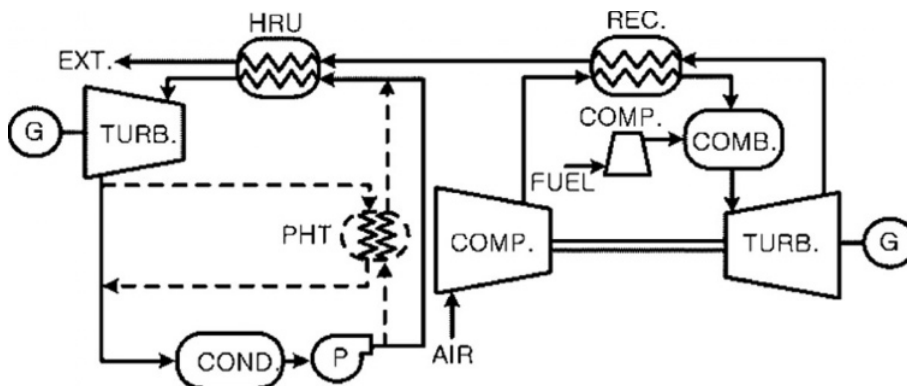 HRU
REC.
EXT.
COMP.
G
TURB.
COMB.
FUEL
PHT
COMP.
TURB.
G
COND.
P
AIR